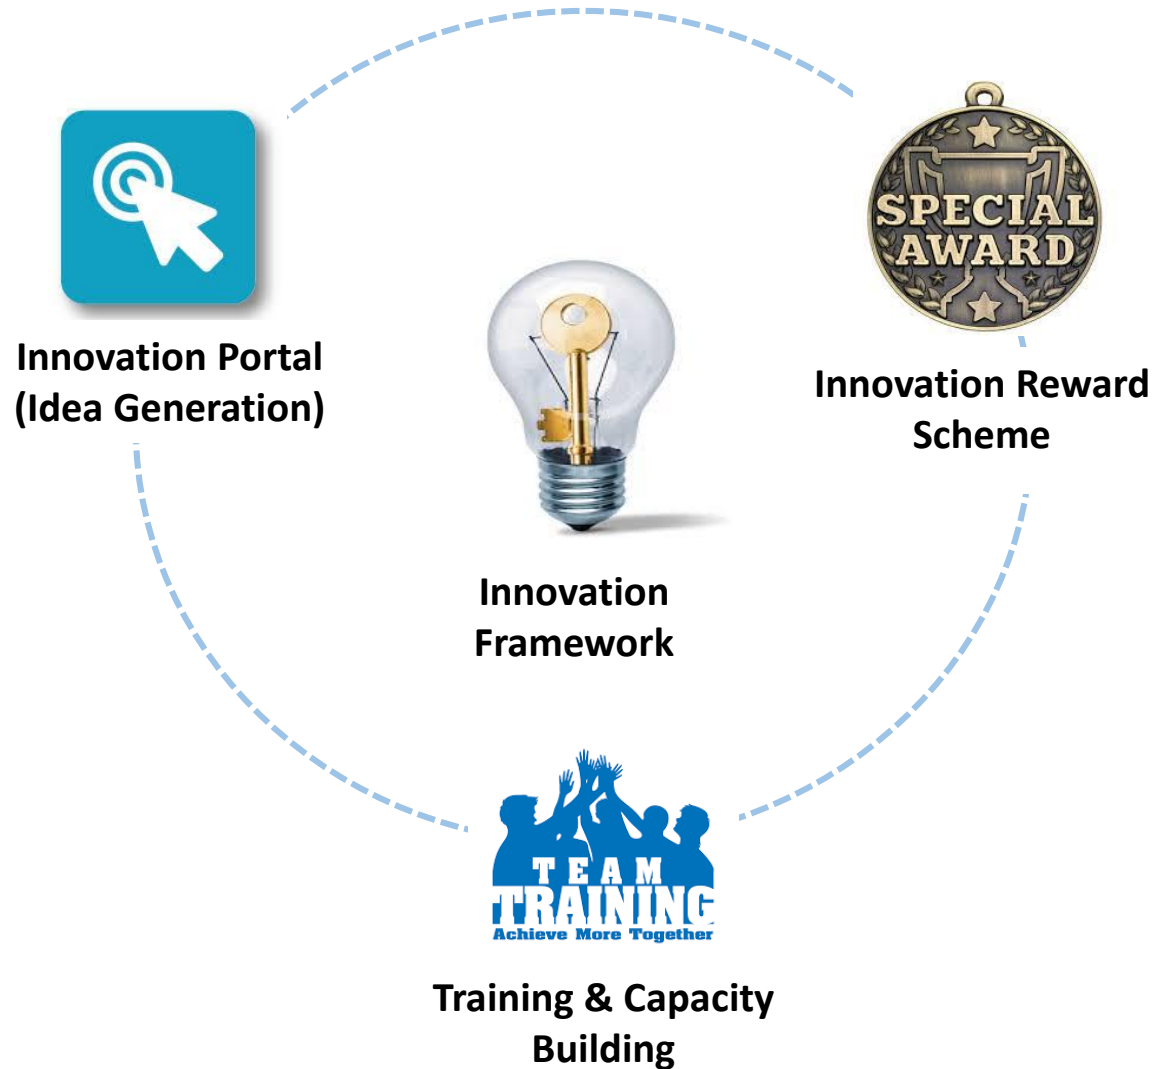 SPECIAL
AWARD
Innovation Portal
(Idea Generation)
Innovation Reward
Scheme
Innovation
Framework
TEAM
TRAINING
Achieve More Together
Training & Capacity
Building